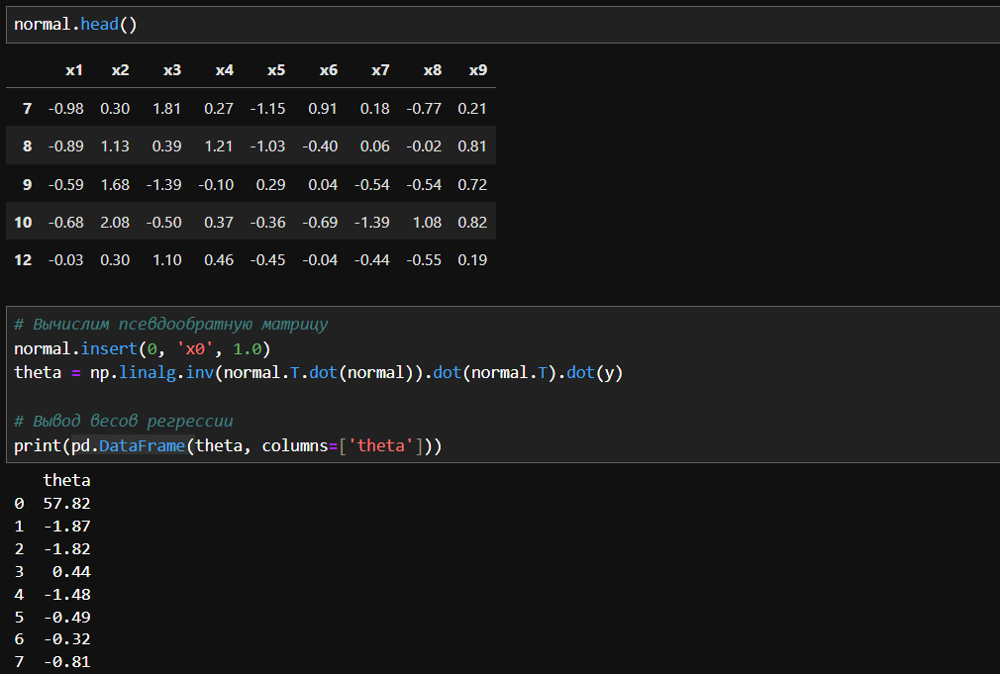 normal.head()
x1 x2 x3 x4 x5 x6 x7 x8 x9
7 -0.98 0.30 1.81 0.27 -1.15 0.91 0.18 -0.77 0.21
8 -0.89 1.13 0.39 1.21 -1.03 -0.40 0.06 -0.02 0.81
9 -0.59 1.68 -1.39 -0.10 0.29 0.04 -0.54 -0.54 0.72
10 -0.68 2.08 -0.50 0.37 -0.36 -0.69 -1.39 1.08 0.82
12 -0.03 0.30 1.10 0.46 -0.45 -0.04 -0.44 -0.55 0.19
# Вычислим псевдообратную матрицу
normal.insert(0, 'x0', 1.0)
theta = np.linalg.inv(normal.T.dot(normal)).dot(normal.T).dot(y)
# Вывод весов регрессии
print(pd.DataFrame(theta, columns=['theta']))
theta
0 57.82
1 -1.87
2 -1.82
3 0.44
4 -1.48
5 -0.49
6 -0.32
7 -0.81